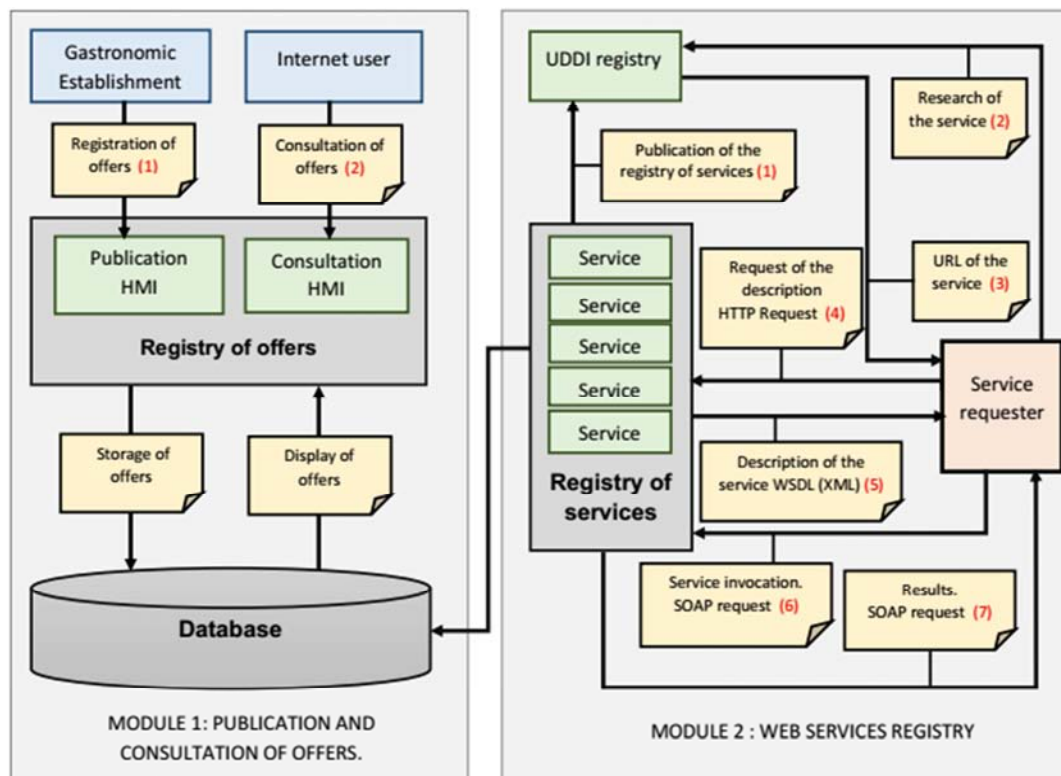 Gastronomic
Establishment
Internet user
Registration of
offers (1)
Consultation of
offers (2)
Publication
HMI
Consultation
HMI
Registry of offers
Storage of
offers
Display of
offers
Database
MODULE 1: PUBLICATION AND
CONSULTATION OF OFFERS.
UDDI registry
Research of
the service (2)
Publication of the
registry of services (1)
Service
Service
Service
Service
Service
Registry of
services
Request of the
description
HTTP Request (4)
URL of the
service (3)
Service
requester
Description of the
service WSDL (XML) (5)
Service invocation.
SOAP request (6)
Results.
SOAP request (7)
MODULE 2 : WEB SERVICES REGISTRY